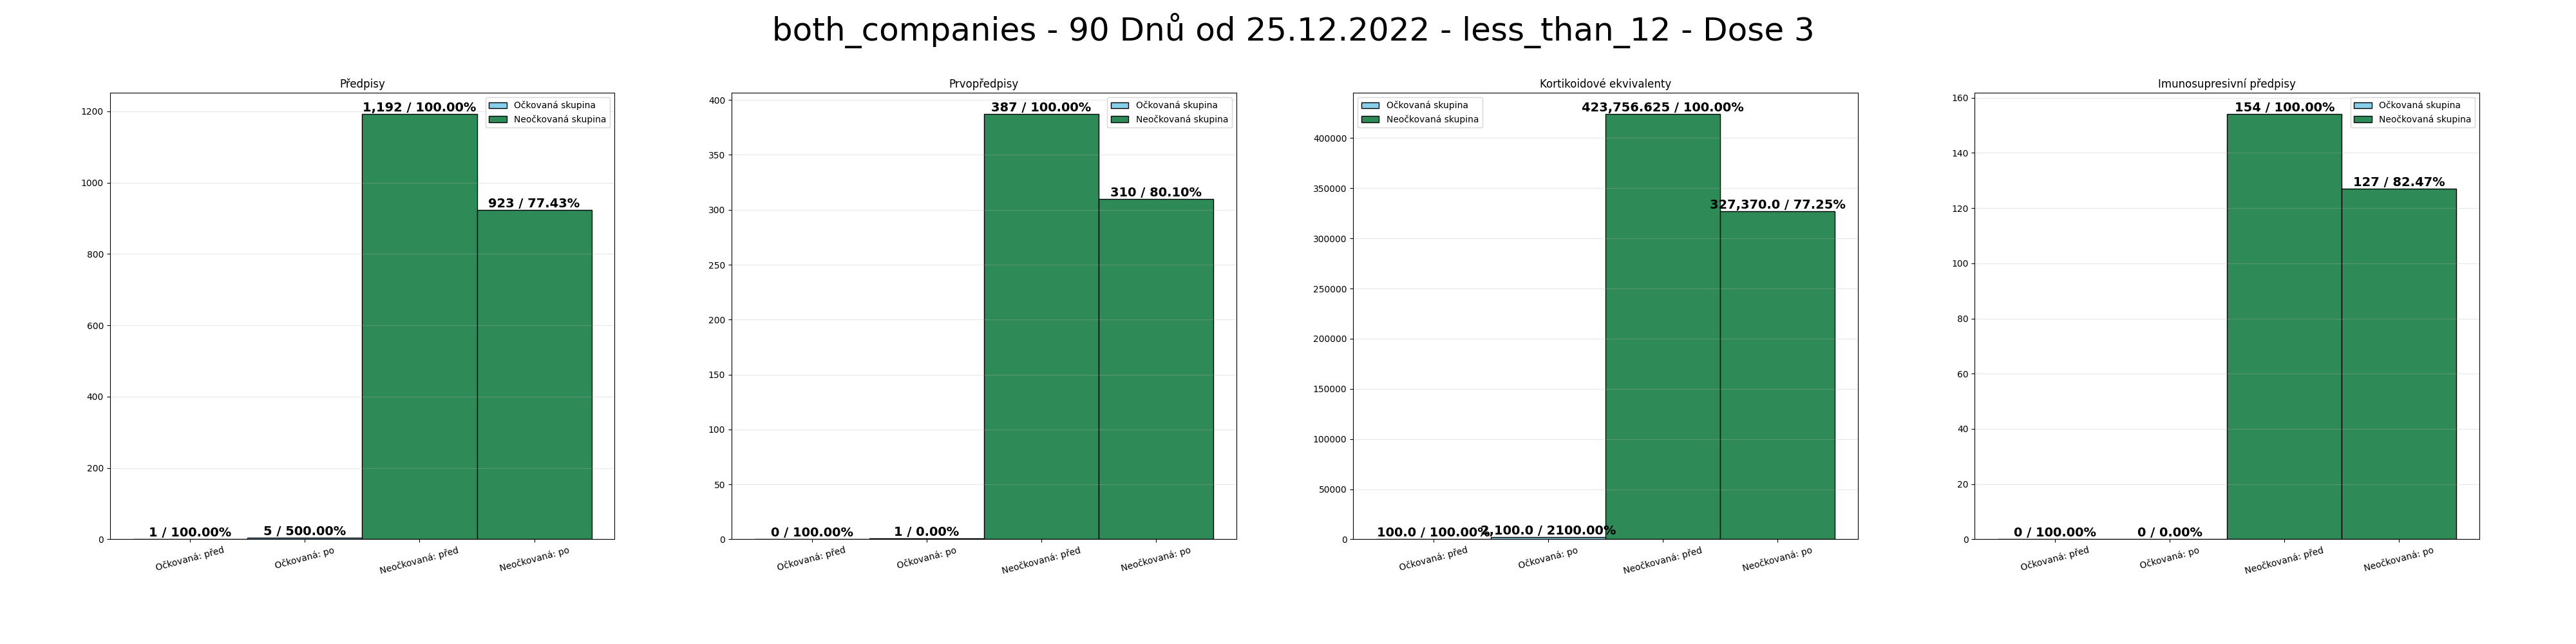 both_companies - 90 Dnů od 25.12.2022 - less_than_12 - Dose 3
Předpisy
1200
1000
800
600
400
200
0
1,192 / 100.00%
923 / 77.43%
1 / 100.00%
5 / 500.00%
Očkovaná skupina
Neočkovaná skupina
Očkovaná: před
Očkovaná: po
Neočkovaná: před
Neočkovaná: po
Prvopředpisy
400
350
300
250
200
150
100
50
0
387 / 100.00%
310 / 80.10%
0 / 100.00%
1 / 0.00%
Očkovaná skupina
Neočkovaná skupina
Očkovaná: před
Očkovaná: po
Neočkovaná: před
Neočkovaná: po
Kortikoidové ekvivalenty
400000
350000
300000
250000
200000
150000
100000
50000
0
Očkovaná skupina
Neočkovaná skupina
423,756.625 / 100.00%
327,370.0 / 77.25%
100.0 / 100.00%
2,100.0 / 2100.00%
Očkovaná: před
Očkovaná: po
Neočkovaná: před
Neočkovaná: po
Imunosupresivní předpisy
160
140
120
100
80
60
40
20
0
154 / 100.00%
127 / 82.47%
0 / 100.00%
0 / 0.00%
Očkovaná skupina
Neočkovaná skupina
Očkovaná: před
Očkovaná: po
Neočkovaná: před
Neočkovaná: po